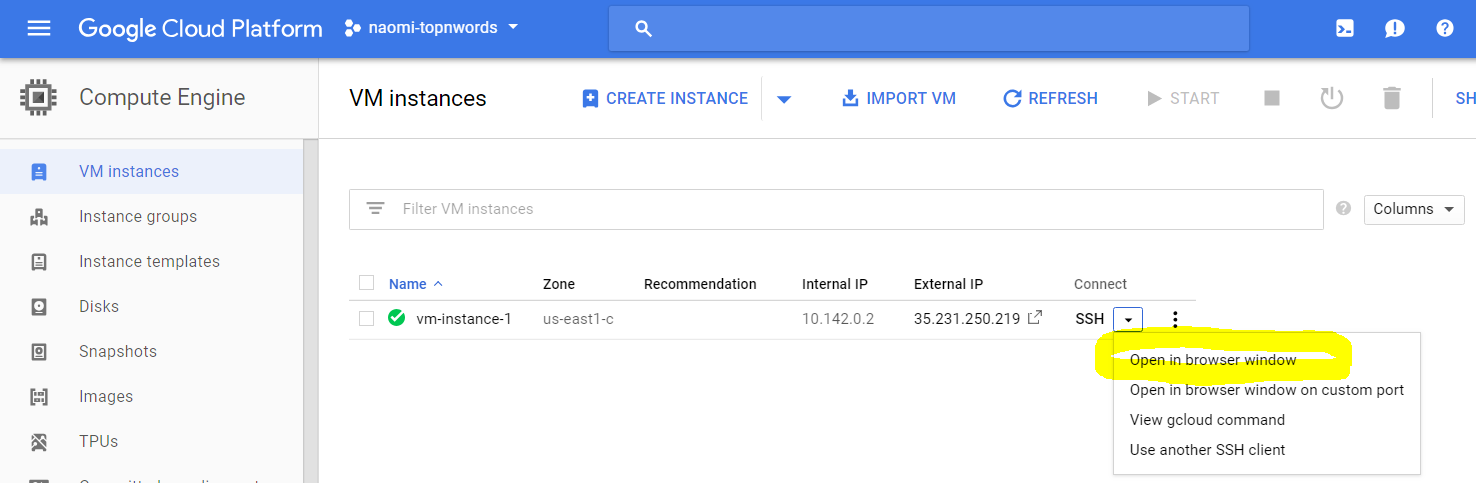 Google Cloud Platform naomi-topnwords
Compute Engine
VM instances CREATE INSTANCE IMPORT VM REFRESH START SH
VM instances
Instance groups
Instance templates
Disks
Snapshots
Images
TPUs
Filter VM instances Columns
Name Zone Recommendation Internal IP External IP Connect
vm-instance-1 us-east1-c 10.142.0.2 35.231.250.219 SSH
Open in browser window
Open in browser window on custom port
View gcloud command
Use another SSH client